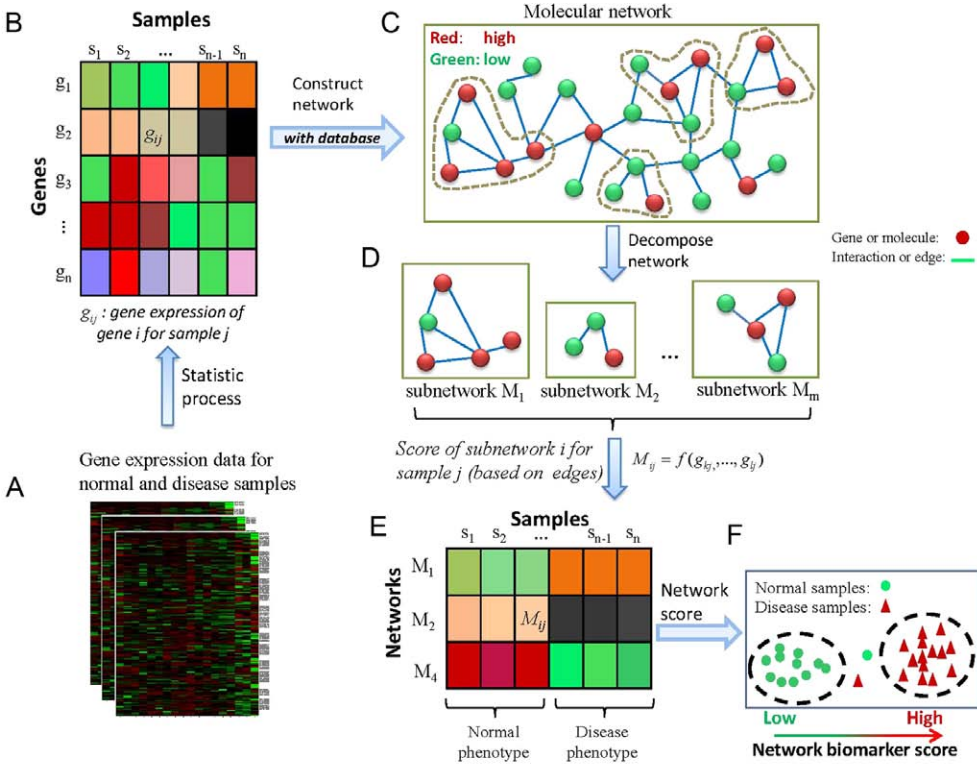 B
Samples
s1 s2 ... sn-1 sn
g1
g2
gij
g3
...
gn
Genes
gij : gene expression of
gene i for sample j
Construct
network
with database
C
Molecular network
Red: high
Green: low
Decompose
network
Gene or molecule:
Interaction or edge:
D
subnetwork M1
subnetwork M2
...
subnetwork Mm
Statistic
process
A
Gene expression data for
normal and disease samples
Score of subnetwork i for
sample j (based on edges)
Mij = f(gkj,...,glj)
E
Samples
s1 s2 ... sn-1 sn
M1
M2
Mij
M4
Networks
Normal
phenotype
Disease
phenotype
Network
score
F
Normal samples:
Disease samples:
Low
High
Network biomarker score